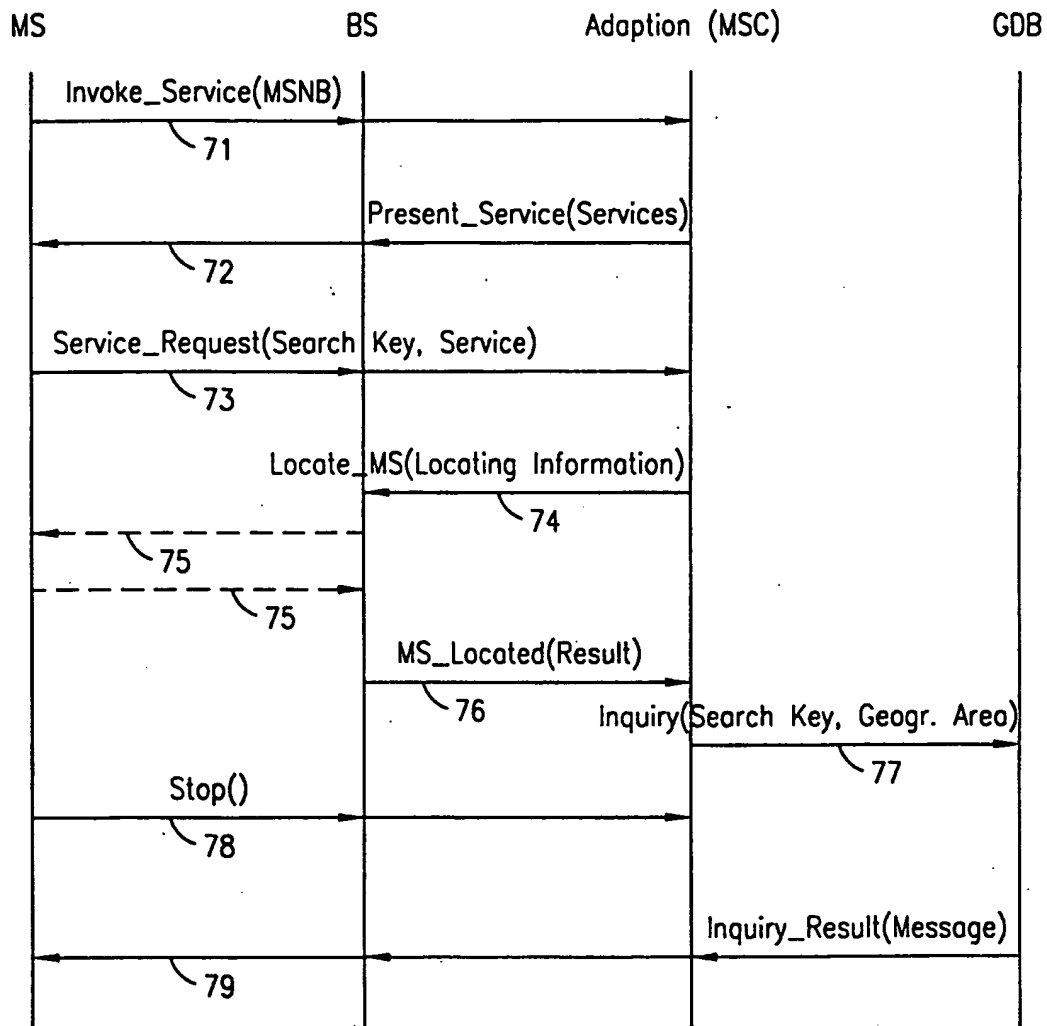 MS BS Adaption (MSC) GDB
Invoke_Service(MSNB)
71
Present_Service(Services)
72
Service_Request(Search Key, Service)
73
Locate_MS(Locating Information)
74
75
75
MS_Located(Result)
76
Inquiry(Search Key, Geogr. Area)
77
Stop()
78
Inquiry_Result(Message)
79